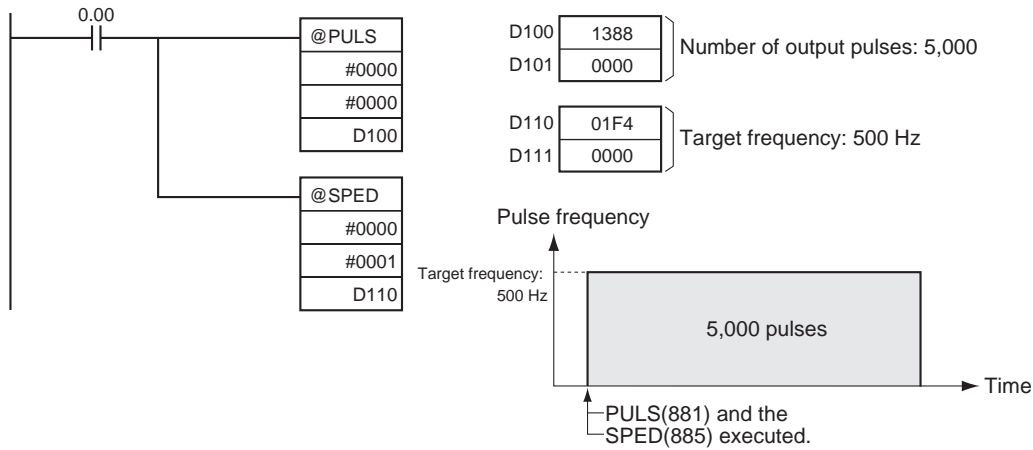 0.00
@PULS
#0000
#0000
D100
@SPED
#0000
#0001
D110
D100 1388
D101 0000
Number of output pulses: 5,000
D110 01F4
D111 0000
Target frequency: 500 Hz
Pulse frequency
Target frequency:
500 Hz
5,000 pulses
Time
PULS(881) and the
SPED(885) executed.